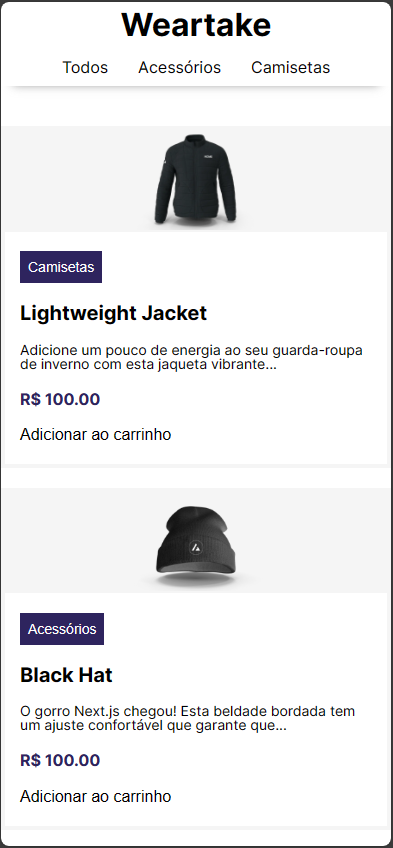 Weartake
Todos Acessórios Camisetas
Camisetas
Lightweight Jacket
Adicione um pouco de energia ao seu guarda-roupa
de inverno com esta jaqueta vibrante...
R$ 100.00
Adicionar ao carrinho
Acessórios
Black Hat
O gorro Next.js chegou! Esta beldade bordada tem
um ajuste confortável que garante que...
R$ 100.00
Adicionar ao carrinho